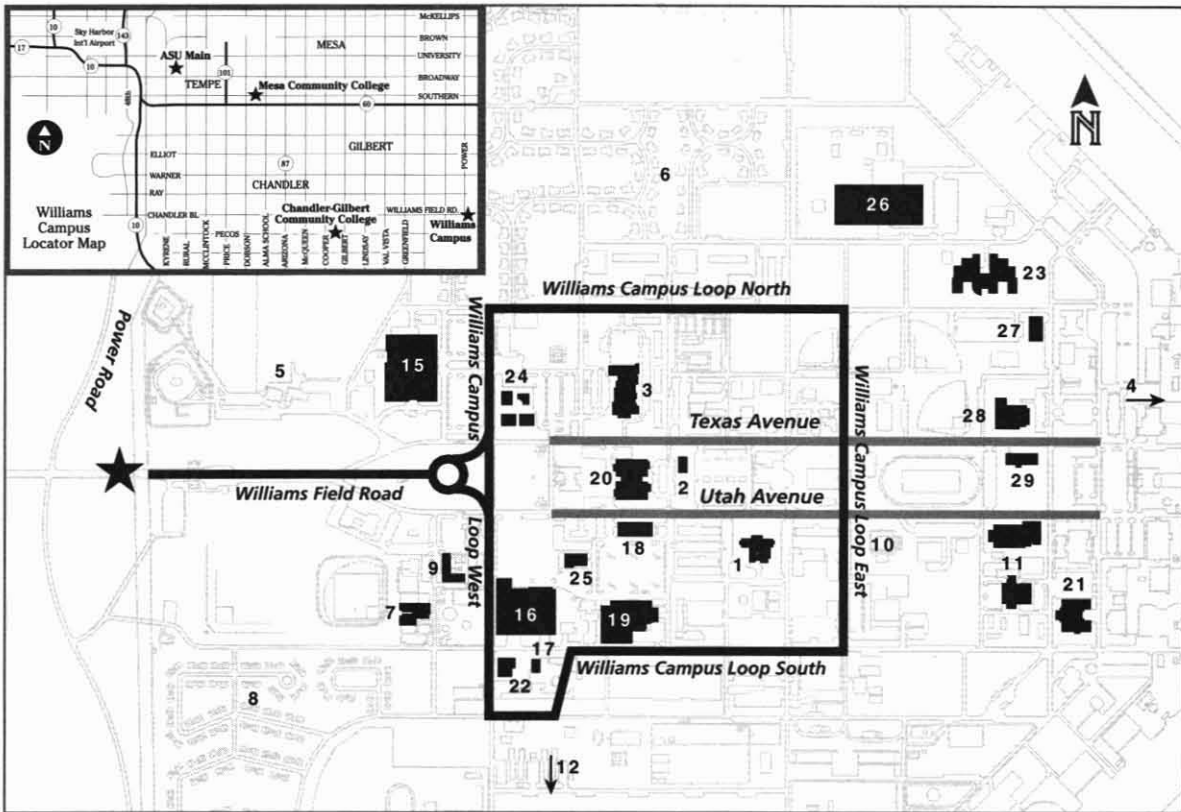 McKELLIPS
10
143
Sky Harbor
Int'l Airport
MESA
BROWN
17
ASU Main
UNIVERSITY
10
101
TEMPE
Mesa Community College
BROADWAY
SOUTHERN
48th
60
N
GILBERT
ELLIOT
87
POWER
WARNER
RAY
CHANDLER
Williams
Campus
Locator Map
CHANDLER BL.
Chandler-Gilbert
Community College
WILLIAMS FIELD RD.
PECOS
10
Williams
Campus
KYRENE
RURAL
MCCLINTOCK
PRICE
DOBSON
ALMA SCHOOL
ARIZONA
McQUEEN
COOPER
GILBERT
LINDSAY
VAL VISTA
GREENFIELD
N
6
26
23
Williams Campus Loop North
Power Road
Williams Campus
Loop West
27
5
15
24
3
Williams Campus Loop East
4
28
Texas Avenue
20
2
29
Williams Field Road
Utah Avenue
18
1
10
9
25
11
7
16
19
21
17
22
Williams Campus Loop South
8
12